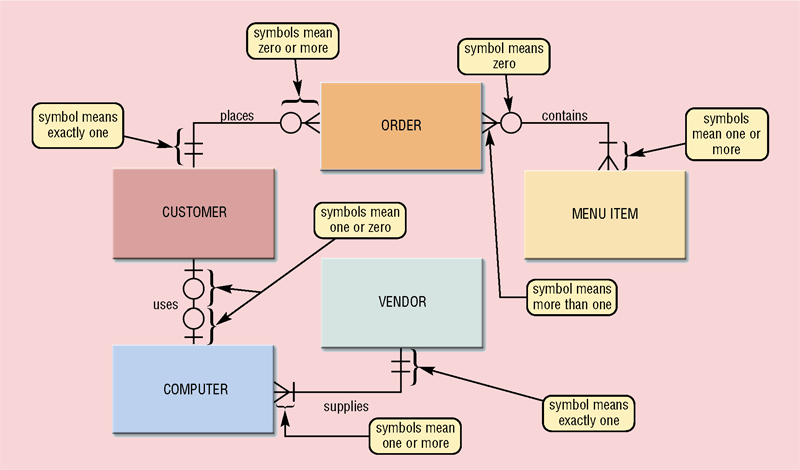 symbols mean
zero or more
symbol means
zero
places
contains
symbol means
exactly one
ORDER
symbols
mean one or
more
CUSTOMER
symbols mean
one or zero
MENU ITEM
uses
VENDOR
symbol means
more than one
COMPUTER
supplies
symbol means
exactly one
symbols mean
one or more